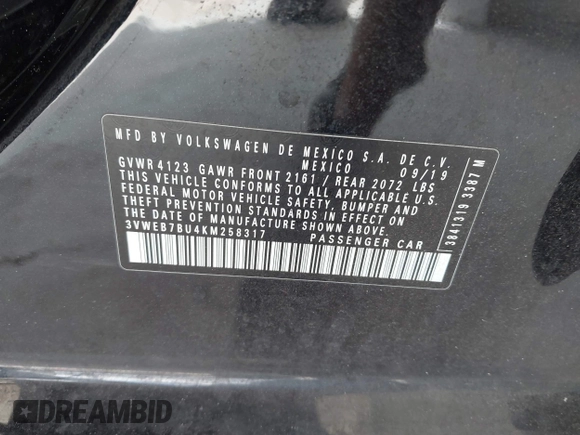 MFD BY VOLKSWAGEN DE MEXICO S.A. DE C.V.
MEXICO 09/19
GVWR 4123 GAWR FRONT 2161 / REAR 2072 LBS
THIS VEHICLE CONFORMS TO ALL APPLICABLE U.S.
FEDERAL MOTOR VEHICLE SAFETY, BUMPER AND
THEFT PREVENTION STANDARDS IN EFFECT ON
THE DATE OF MANUFACTURE SHOWN ABOVE.
3VWEB7BU4KM258317 PASSENGER CAR
3841319 3387 M
DREAMBID